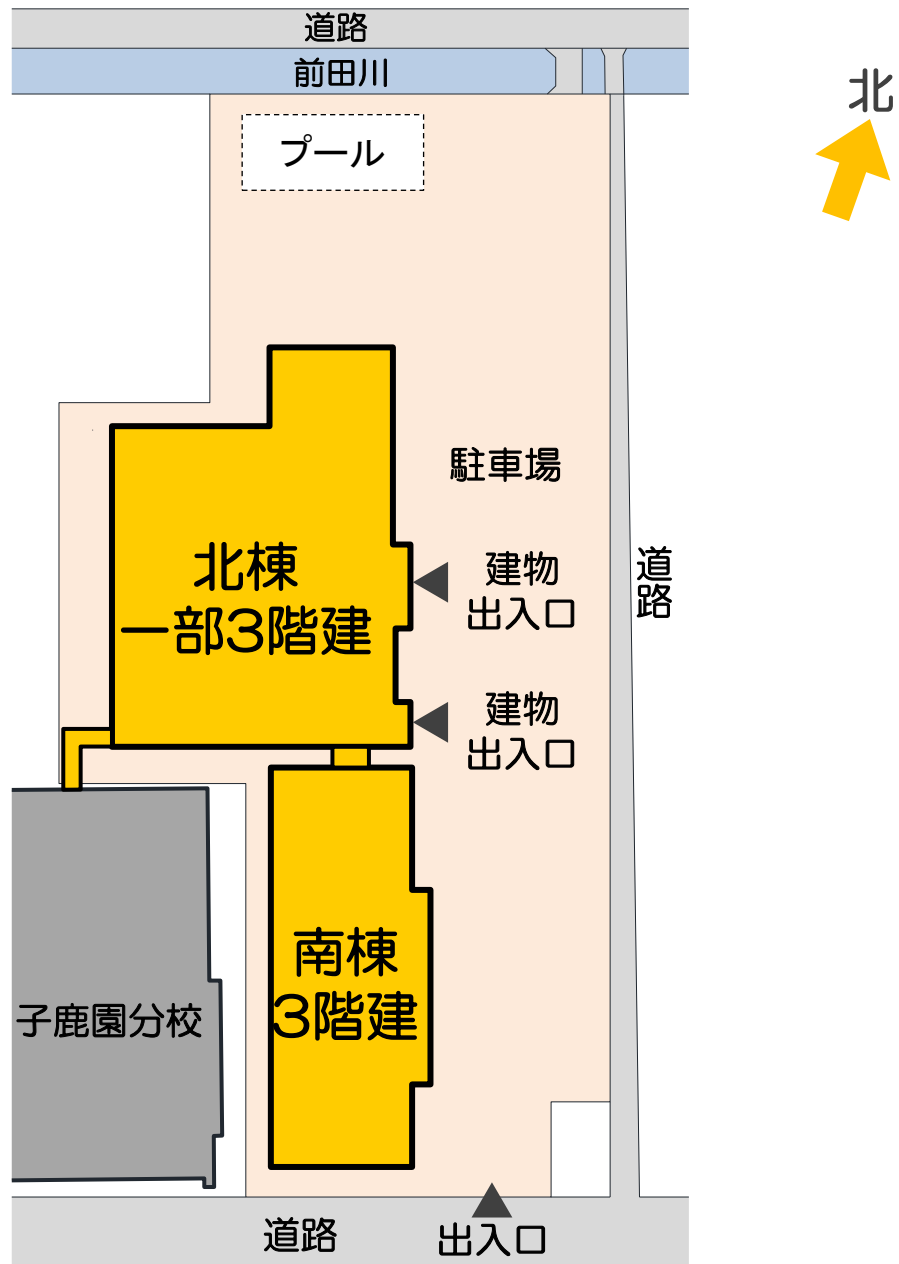 道路
前田川
北
プール
駐車場
北棟
一部3階建
建物
出入口
道路
建物
出入口
南棟
3階建
子鹿園分校
道路
出入口